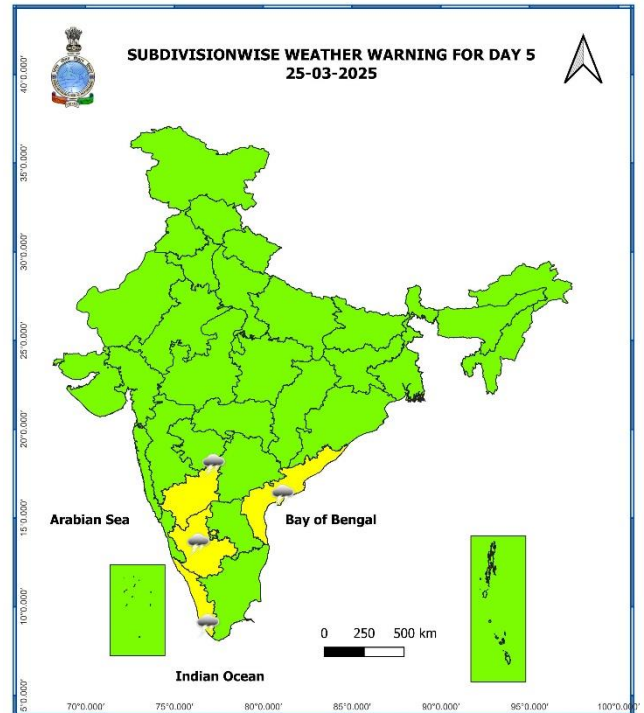 SUBDIVISIONWISE WEATHER WARNING FOR DAY 5
25-03-2025
40°0.000'
35°0.000'
30°0.000'
25°0.000'
20°0.000'
15°0.000'
10°0.000'
5°0.000'
Arabian Sea
Bay of Bengal
0 250 500 km
Indian Ocean
70°0.000' 75°0.000' 80°0.000' 85°0.000' 90°0.000' 95°0.000' 100°0.000'